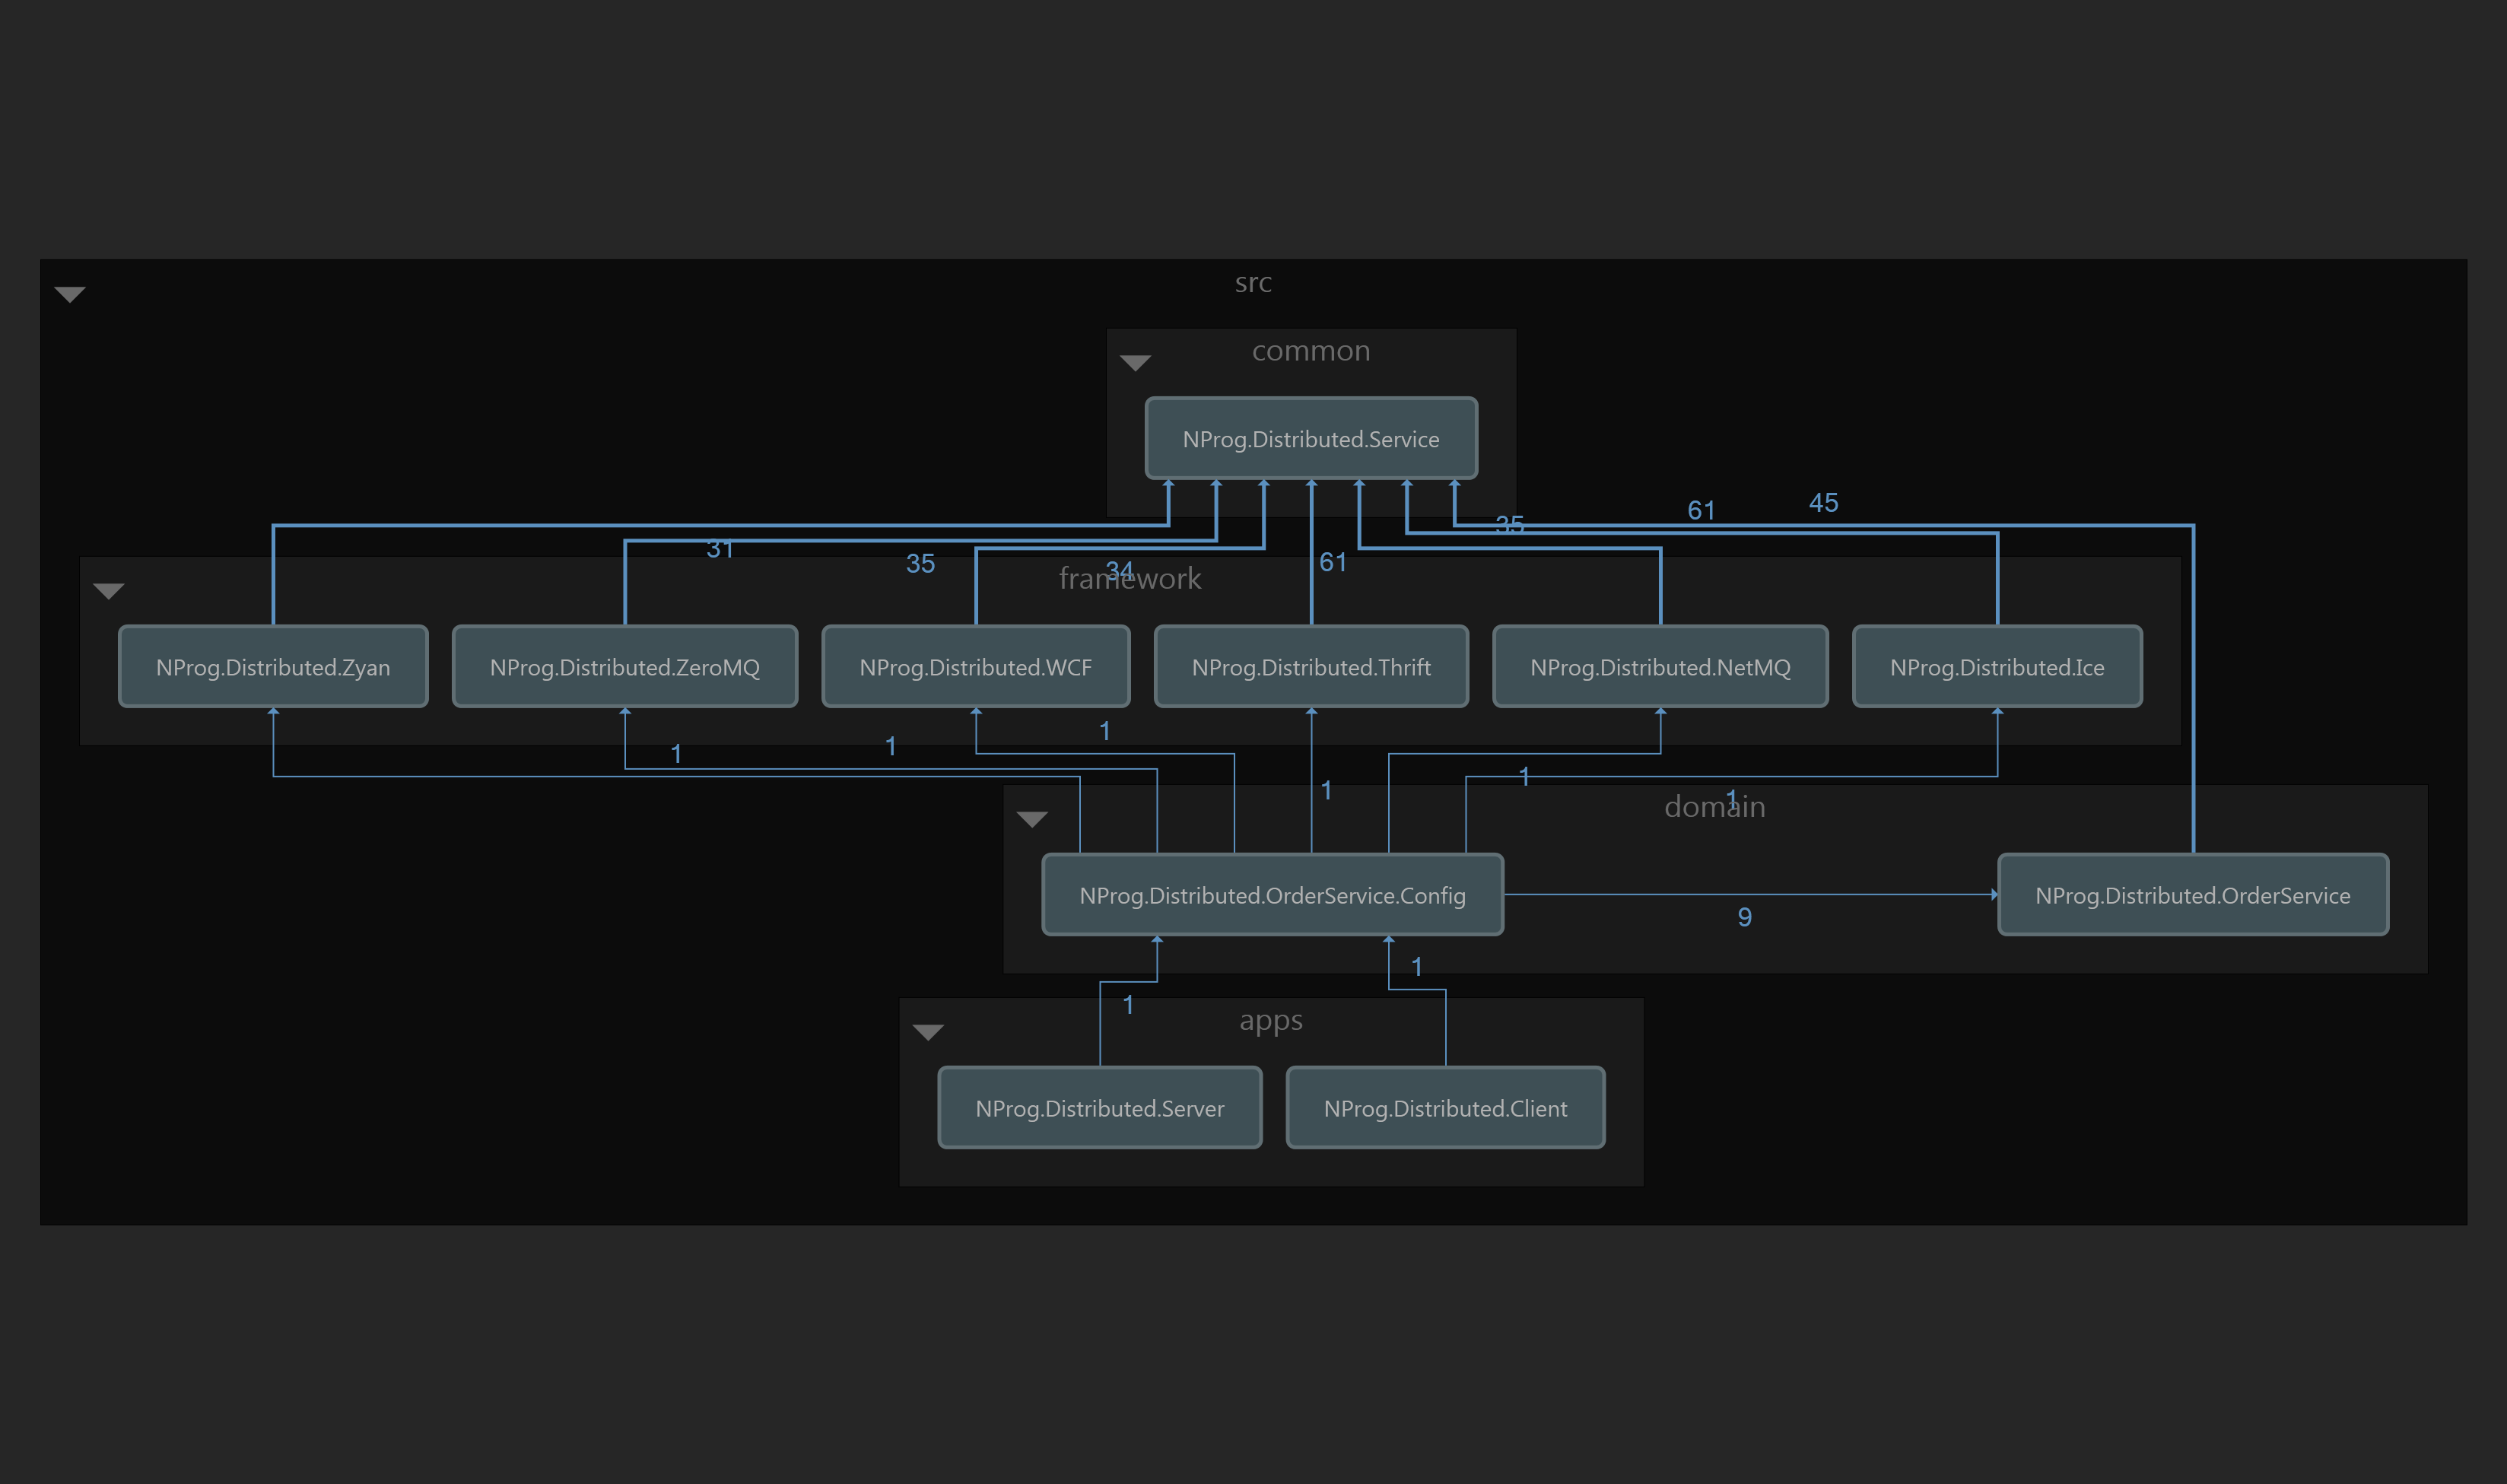 src
common
NProg.Distributed.Service
45
61
35
31
35
34
61
framework
NProg.Distributed.Zyan
NProg.Distributed.ZeroMQ
NProg.Distributed.WCF
NProg.Distributed.Thrift
NProg.Distributed.NetMQ
NProg.Distributed.Ice
1
1
1
1
1
1
domain
NProg.Distributed.OrderService.Config
9
NProg.Distributed.OrderService
1
1
apps
NProg.Distributed.Server
NProg.Distributed.Client